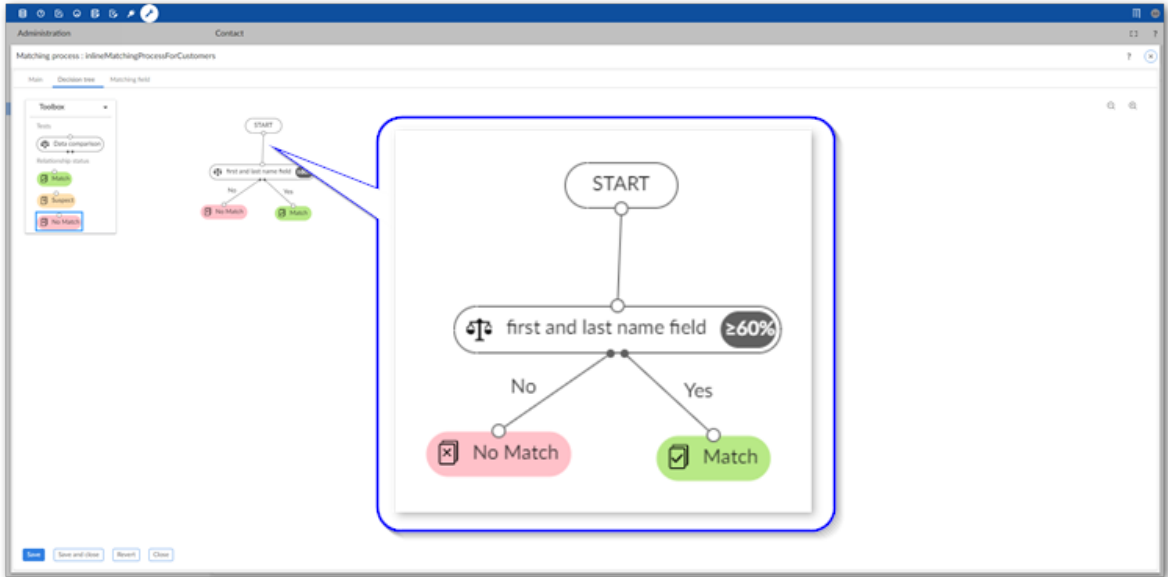 Administration Contact
?
Matching process : inlineMatchingProcessForCustomers
?
Main Decision tree Matching field
Toolbox
Tests
Data comparison
Relationship status
Match
Suspect
No Match
START
first and last name field
No Yes
No Match Match
START
first and last name field ≥60%
No Yes
No Match Match
Save Save and close Revert Close